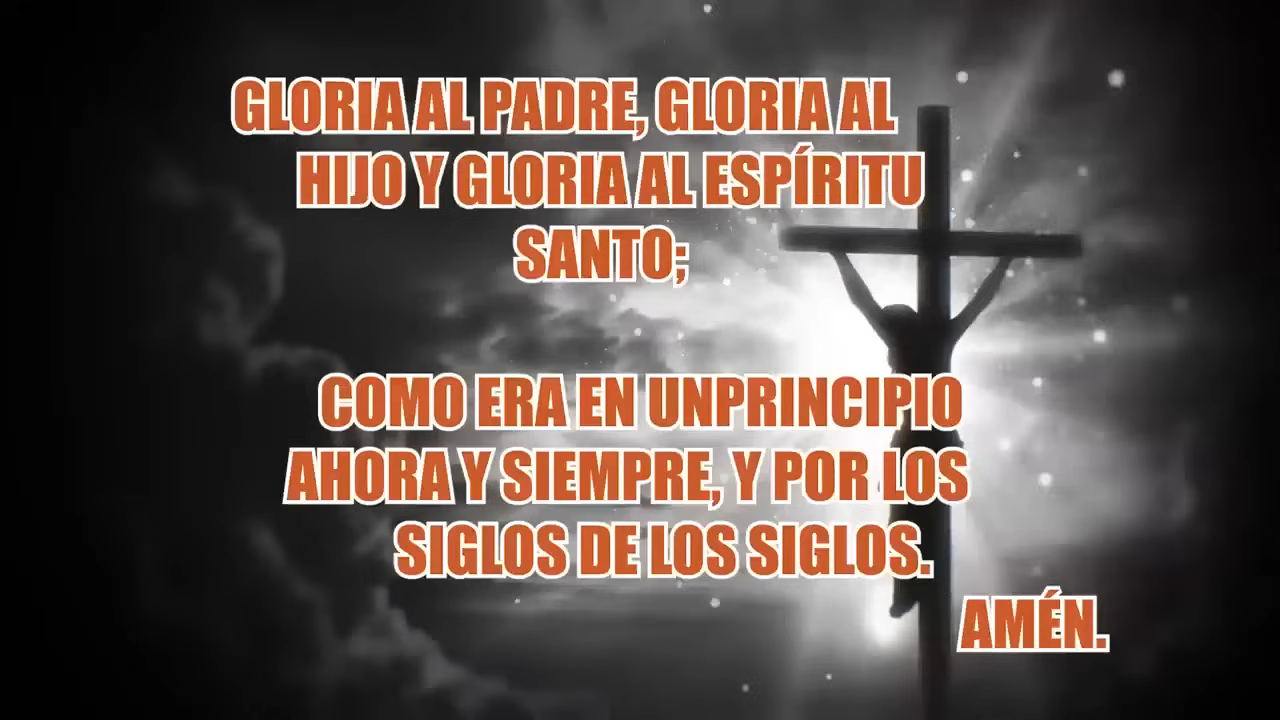 GLORIA AL PADRE, GLORIA AL
HIJO Y GLORIA AL ESPÍRITU
SANTO;
COMO ERA EN UNPRINCIPIO
AHORA Y SIEMPRE, Y POR LOS
SIGLOS DE LOS SIGLOS.
AMÉN.